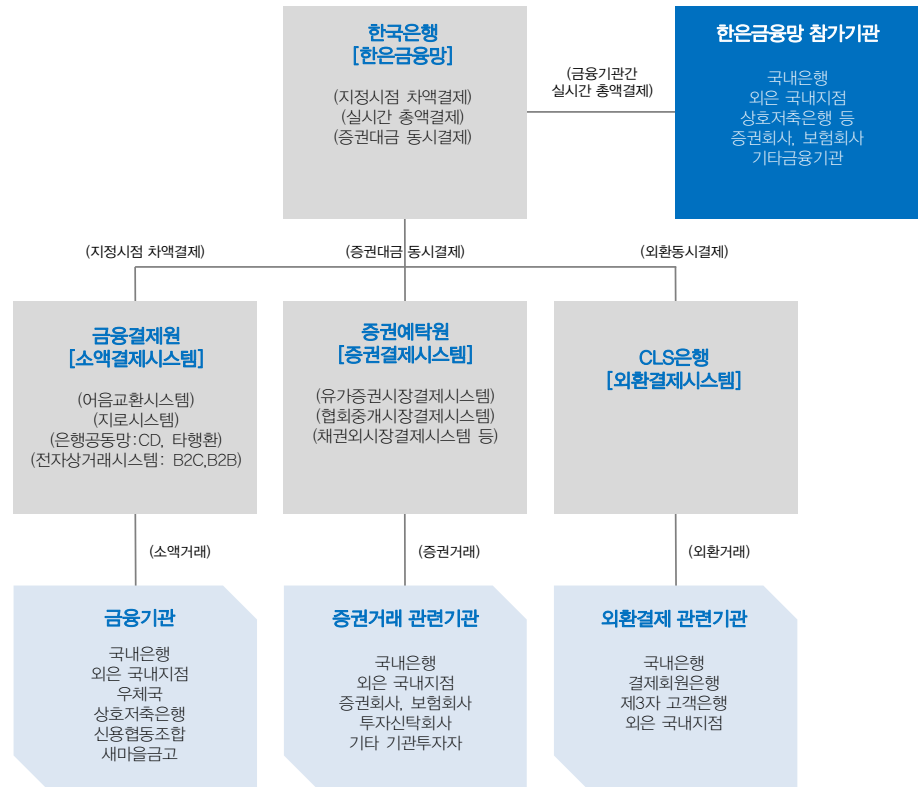 한국은행
[한은금융망]
(지정시점 차액결제)
(실시간 총액결제)
(증권대금 동시결제)
(금융기관간
실시간 총액결제)
한은금융망 참가기관
국내은행
외은 국내지점
상호저축은행 등
증권회사, 보험회사
기타금융기관
(지정시점 차액결제)
(증권대금 동시결제)
(외환동시결제)
금융결제원
[소액결제시스템]
(어음교환시스템)
(지로시스템)
(은행공동망:CD, 타행환)
(전자상거래시스템: B2C,B2B)
증권예탁원
[증권결제시스템]
(유가증권시장결제시스템)
(협회중개시장결제시스템)
(채권외시장결제시스템 등)
CLS은행
[외환결제시스템]
(소액거래)
(증권거래)
(외환거래)
금융기관
국내은행
외은 국내지점
우체국
상호저축은행
신용협동조합
새마을금고
증권거래 관련기관
국내은행
외은 국내지점
증권회사, 보험회사
투자신탁회사
기타 기관투자자
외환결제 관련기관
국내은행
결제회원은행
제3자 고객은행
외은 국내지점